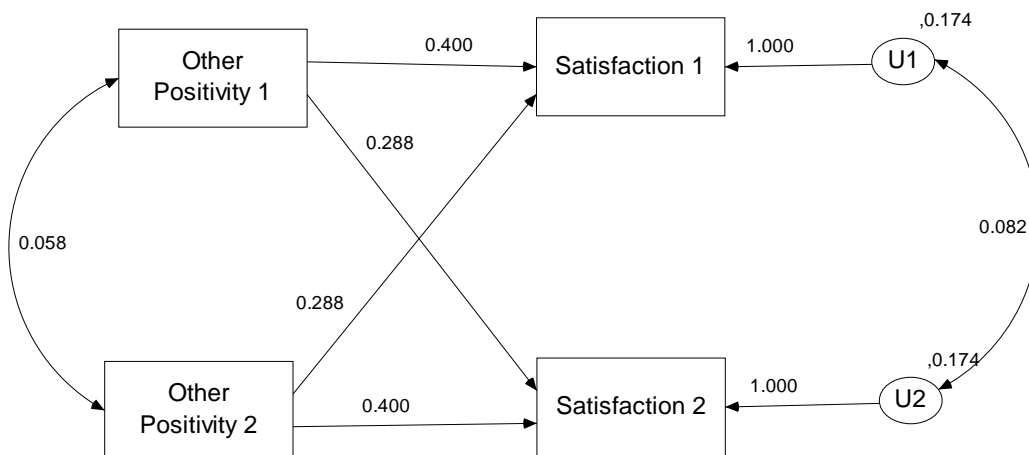 ,0.174
0.400
1.000
Other
Positivity 1
Satisfaction 1
U1
0.288
0.058
0.082
0.288
,0.174
Other
Positivity 2
0.400
Satisfaction 2
1.000
U2